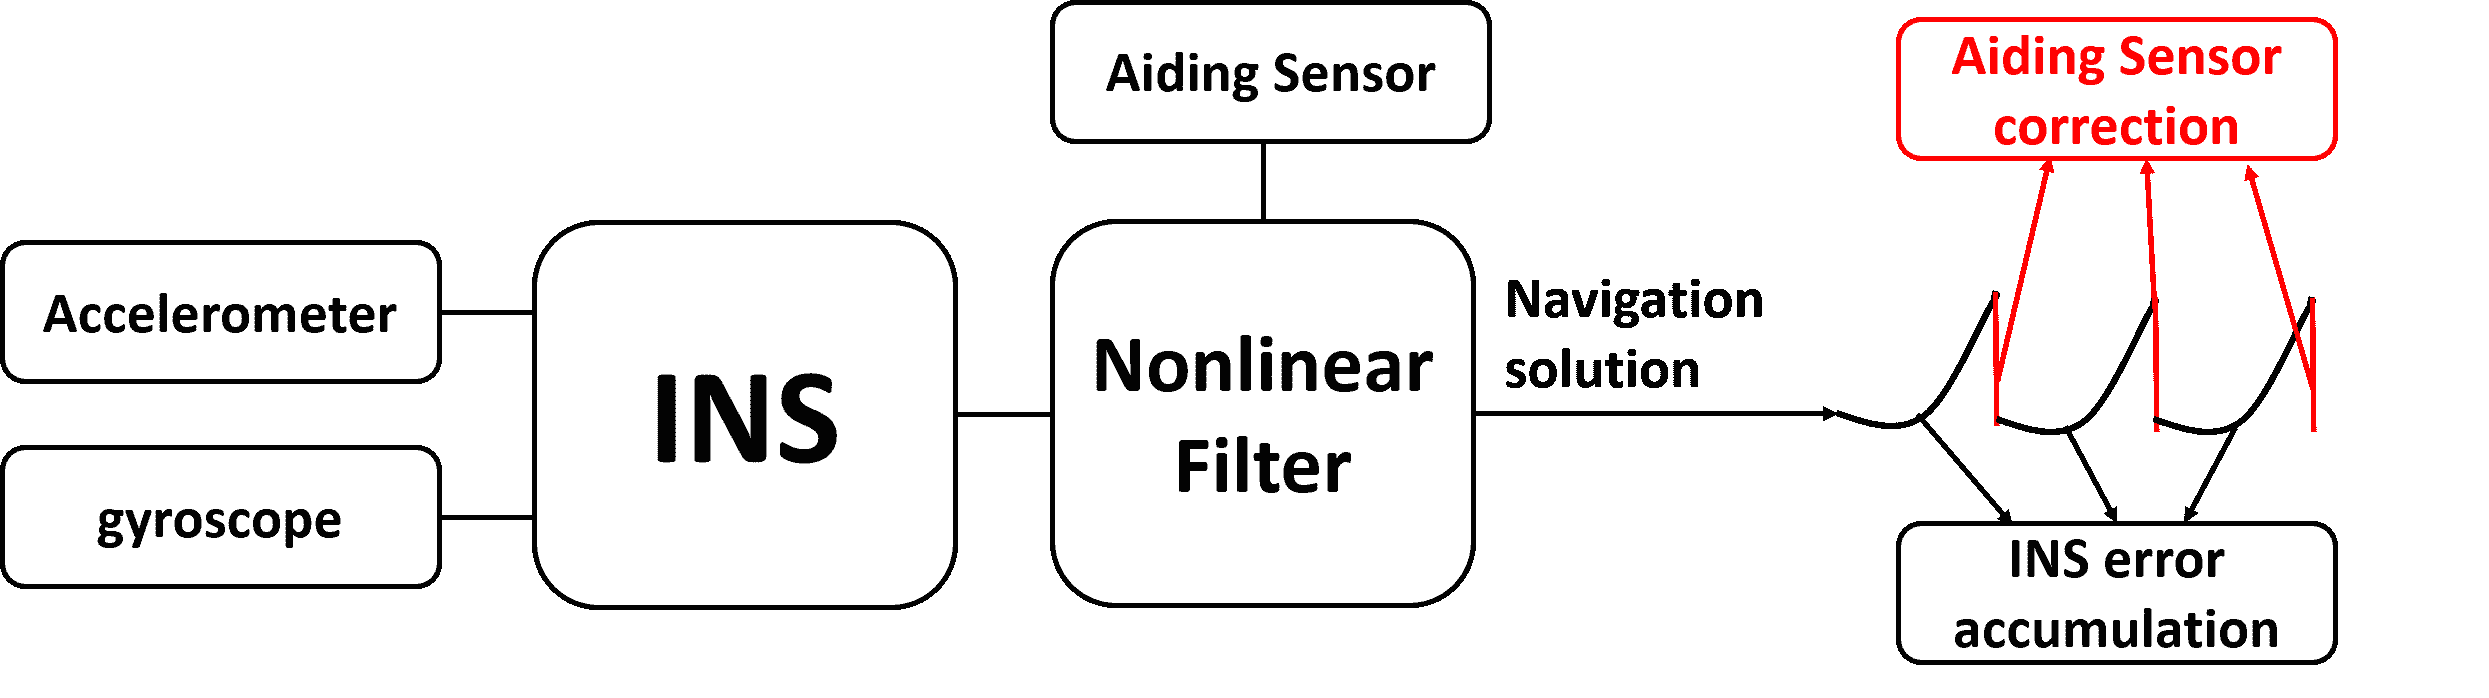 Aiding Sensor
Aiding Sensor
correction
Accelerometer
gyroscope
INS
Nonlinear
Filter
Navigation
solution
INS error
accumulation